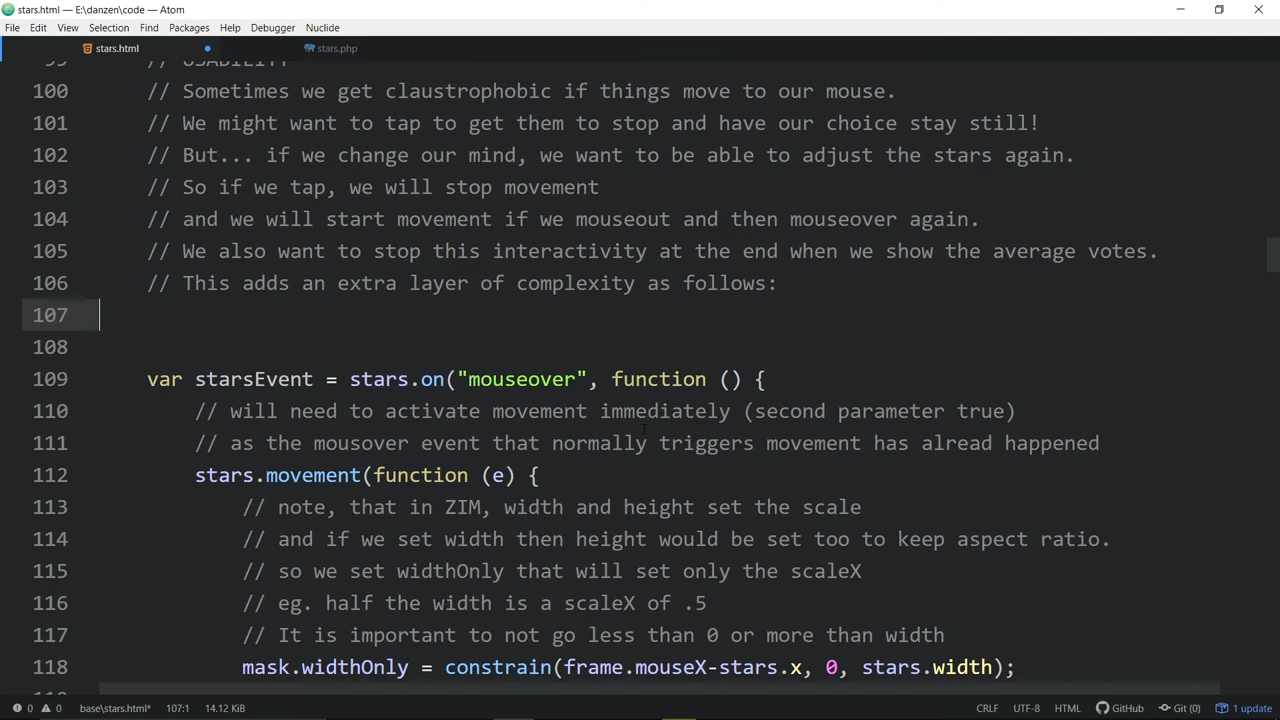 stars.html — E:\danzen\code — Atom
File Edit View Selection Find Packages Help Debugger Nuclide
stars.html stars.php
99 // USABILITY
100 // Sometimes we get claustrophobic if things move to our mouse.
101 // We might want to tap to get them to stop and have our choice stay still!
102 // But... if we change our mind, we want to be able to adjust the stars again.
103 // So if we tap, we will stop movement
104 // and we will start movement if we mouseout and then mouseover again.
105 // We also want to stop this interactivity at the end when we show the average votes.
106 // This adds an extra layer of complexity as follows:
107
108
109 var starsEvent = stars.on("mouseover", function () {
110 // will need to activate movement immediately (second parameter true)
111 // as the mousover event that normally triggers movement has alread happened
112 stars.movement(function (e) {
113 // note, that in ZIM, width and height set the scale
114 // and if we set width then height would be set too to keep aspect ratio.
115 // so we set widthOnly that will set only the scaleX
116 // eg. half the width is a scaleX of .5
117 // It is important to not go less than 0 or more than width
118 mask.widthOnly = constrain(frame.mouseX-stars.x, 0, stars.width);
0 0 base\stars.html* 107:1 14.12 KiB CRLF UTF-8 HTML GitHub Git (0) 1 update